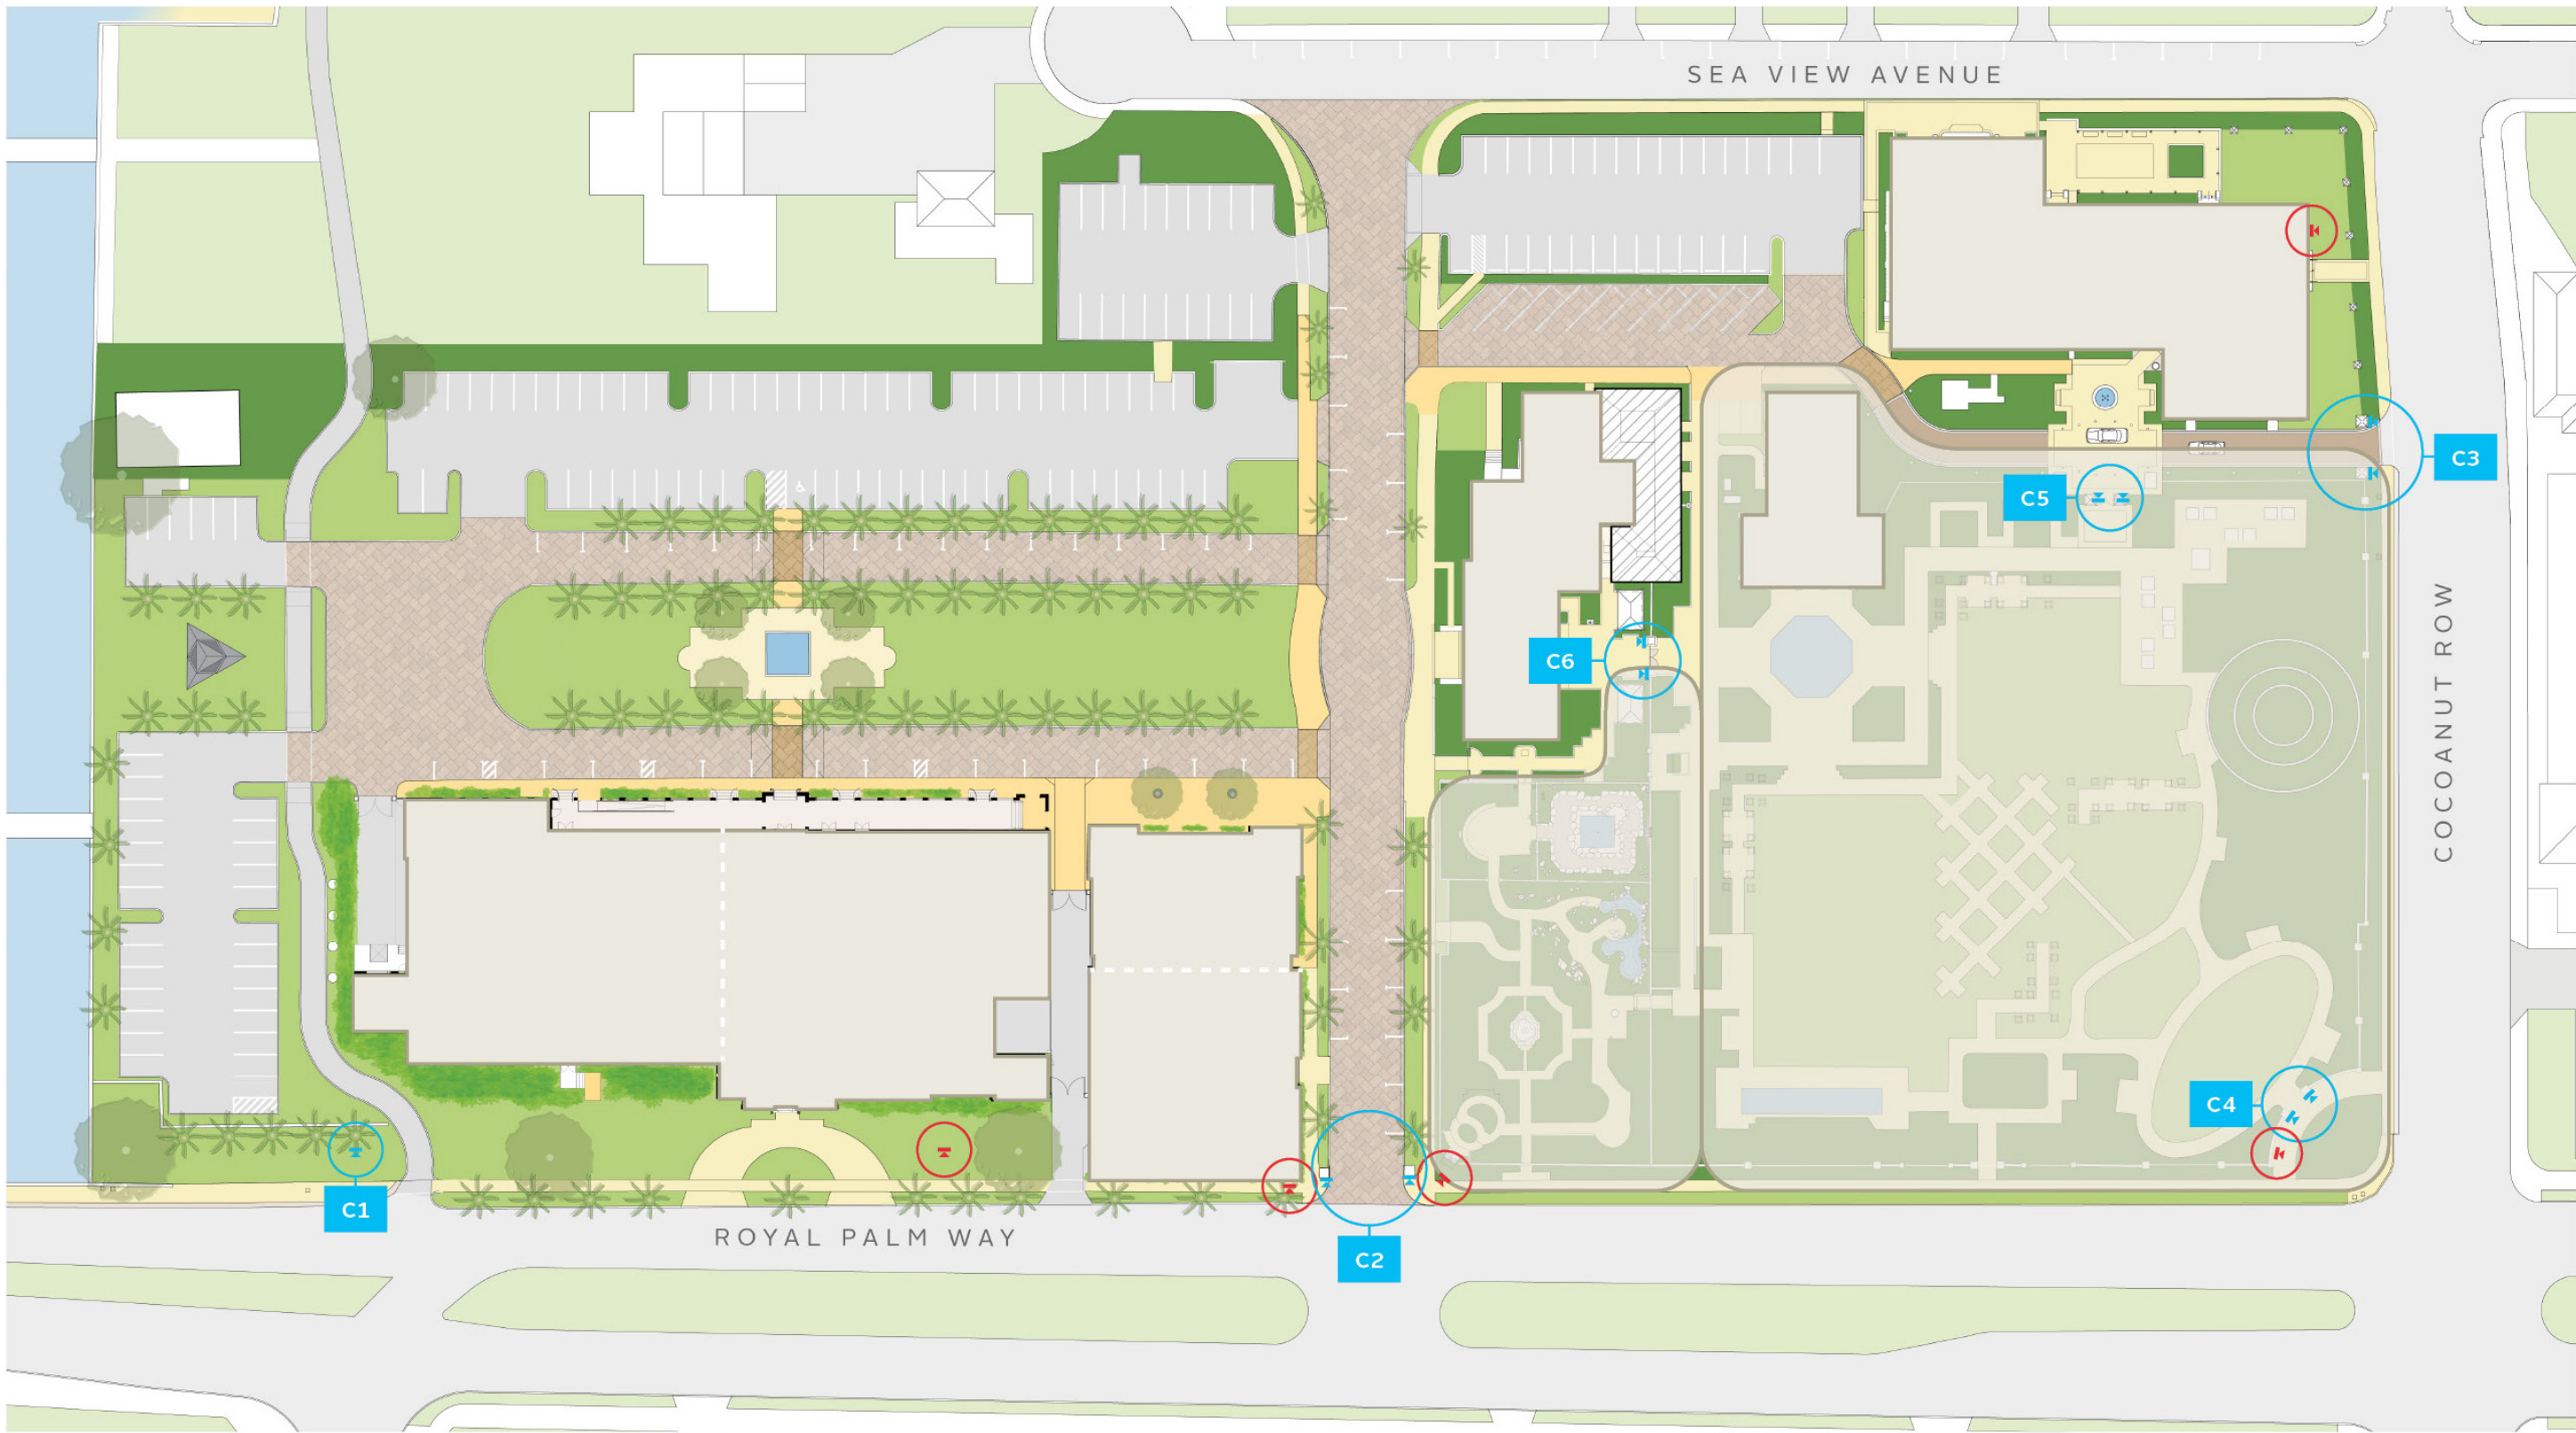 SEA VIEW AVENUE
C3
C5
COCOANUT ROW
C6
C4
C1
ROYAL PALM WAY
C2